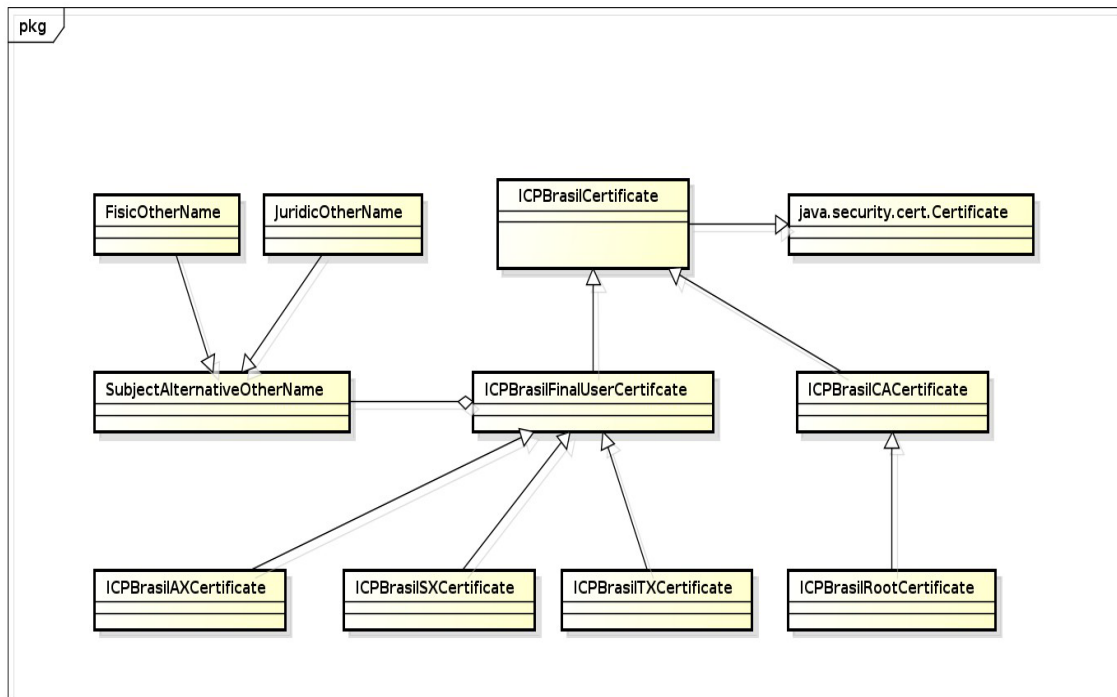 pkg
ICPBrasilCertificate
FisicOtherName
JuridicOtherName
java.security.cert.Certificate
SubjectAlternativeOtherName
ICPBrasilFinalUserCertifcate
ICPBrasilCACertificate
ICPBrasilAXCertificate
ICPBrasilSXCertificate
ICPBrasilTXCertificate
ICPBrasilRootCertificate